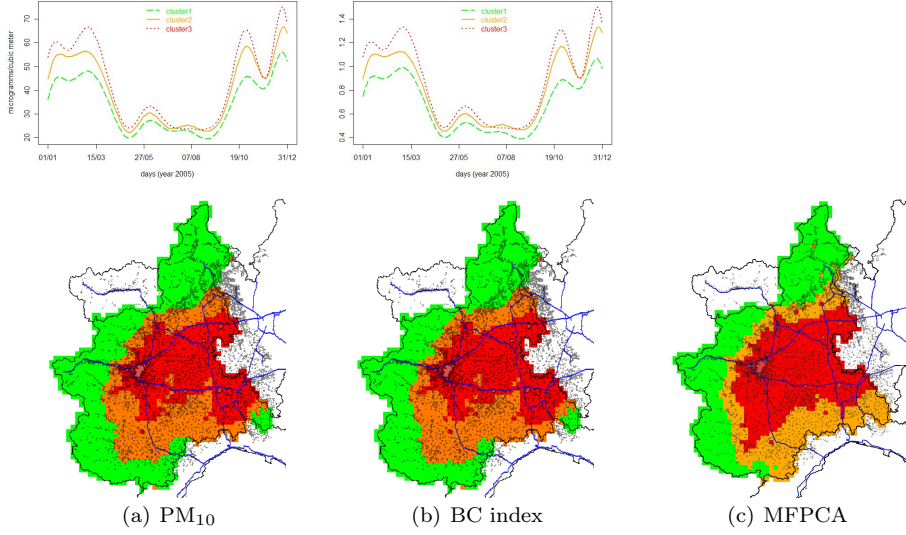 cluster1
cluster2
cluster3
microgramms/cubic meter
70
60
50
40
30
20
01/01 15/03 27/05 07/08 19/10 31/12
days (year 2005)
cluster1
cluster2
cluster3
1.4
1.2
1.0
0.8
0.6
0.4
01/01 15/03 27/05 07/08 19/10 31/12
days (year 2005)
(a) PM₁₀
(b) BC index
(c) MFPCA